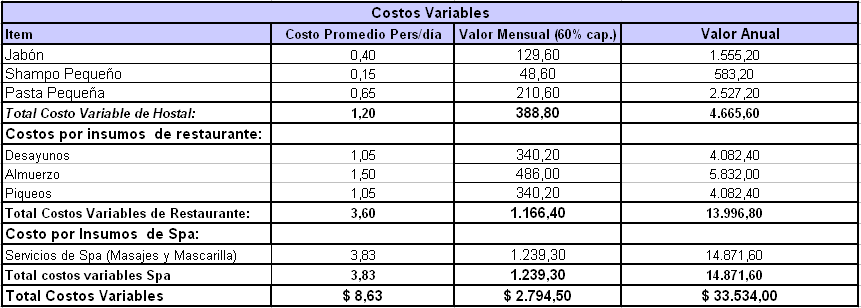 Costos Variables
Item Costo Promedio Pers/día Valor Mensual (60% cap.) Valor Anual
Jabón 0,40 129,60 1.555,20
Shampo Pequeño 0,15 48,60 583,20
Pasta Pequeña 0,65 210,60 2.527,20
Total Costo Variable de Hostal: 1,20 388,80 4.665,60
Costos por insumos de restaurante:
Desayunos 1,05 340,20 4.082,40
Almuerzo 1,50 486,00 5.832,00
Piqueos 1,05 340,20 4.082,40
Total Costos Variables de Restaurante: 3,60 1.166,40 13.996,80
Costo por Insumos de Spa:
Servicios de Spa (Masajes y Mascarilla) 3,83 1.239,30 14.871,60
Total costos variables Spa 3,83 1.239,30 14.871,60
Total Costos Variables $ 8,63 $ 2.794,50 $ 33.534,00